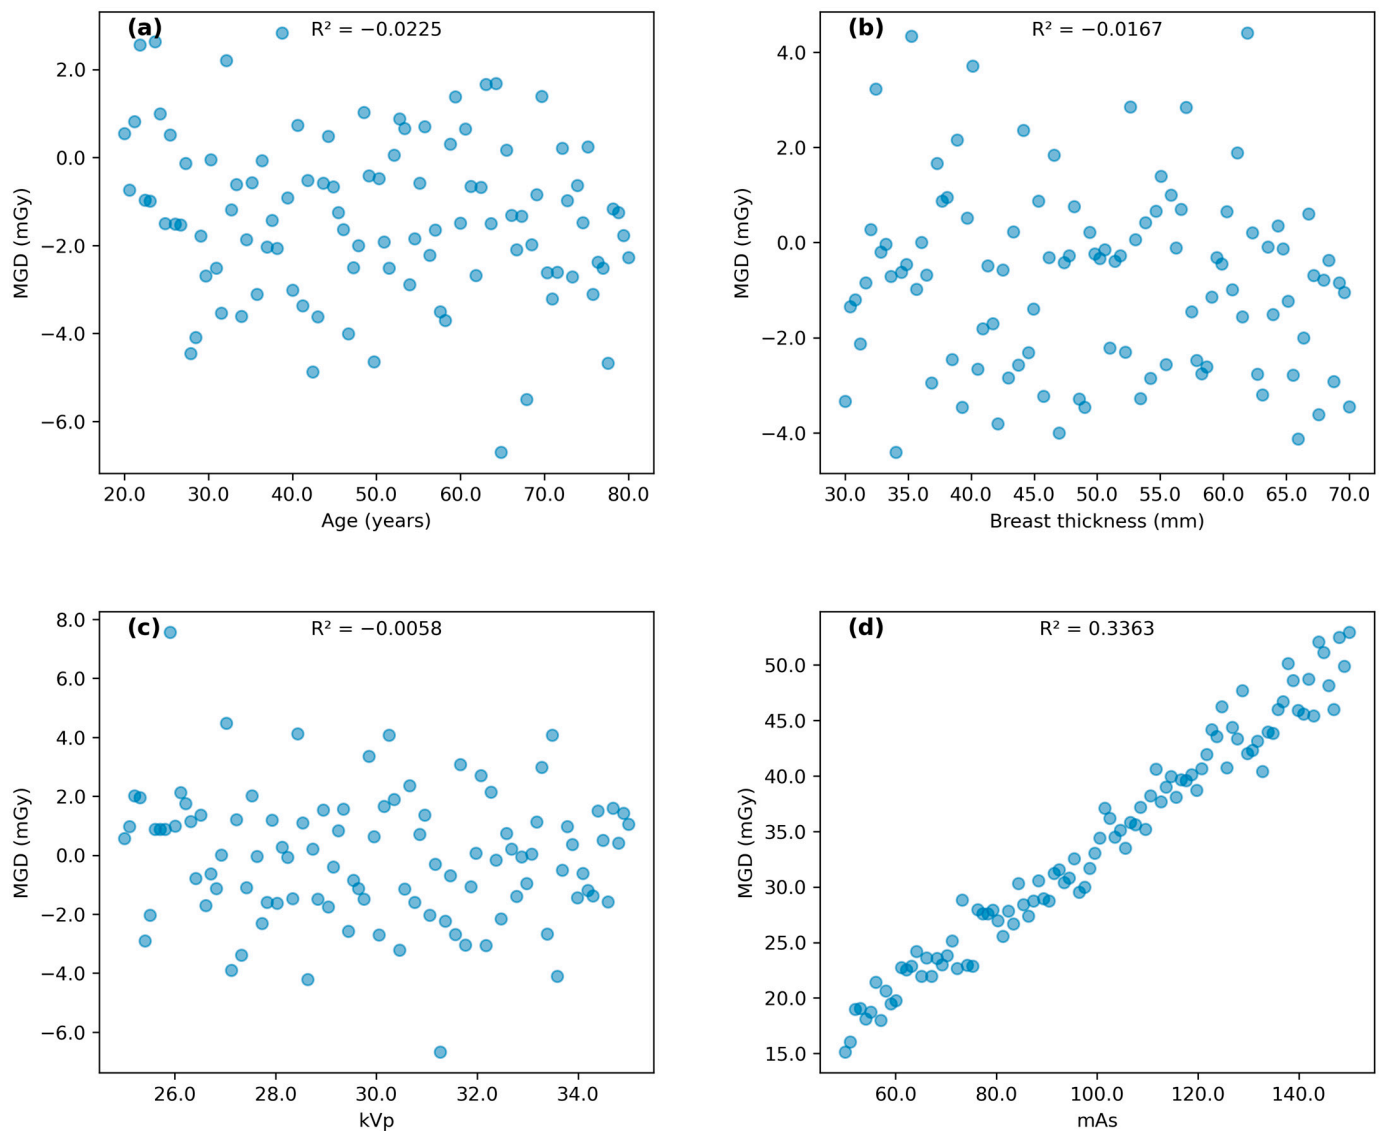 (a) R² = −0.0225
2.0
0.0
−2.0
−4.0
−6.0
MGD (mGy)
20.0 30.0 40.0 50.0 60.0 70.0 80.0
Age (years)
(b) R² = −0.0167
4.0
2.0
0.0
−2.0
−4.0
MGD (mGy)
30.0 35.0 40.0 45.0 50.0 55.0 60.0 65.0 70.0
Breast thickness (mm)
(c) R² = −0.0058
8.0
6.0
4.0
2.0
0.0
−2.0
−4.0
−6.0
MGD (mGy)
26.0 28.0 30.0 32.0 34.0
kVp
(d) R² = 0.3363
50.0
45.0
40.0
35.0
30.0
25.0
20.0
15.0
MGD (mGy)
60.0 80.0 100.0 120.0 140.0
mAs